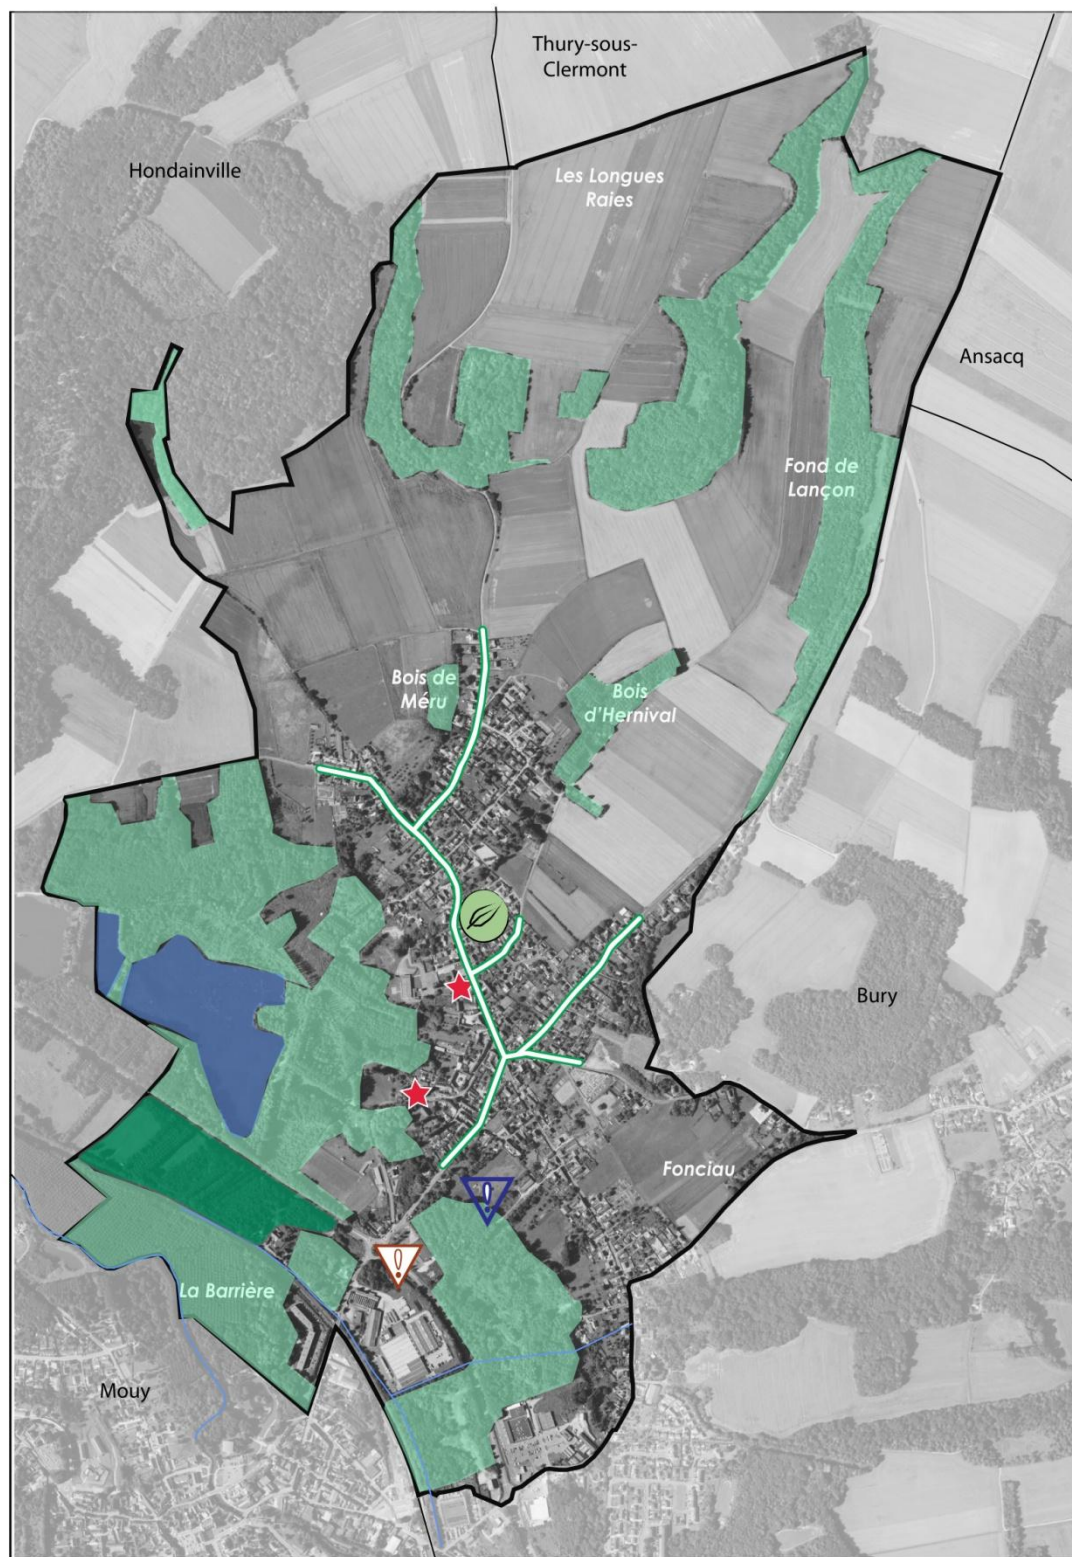 Thury-sous-
Clermont
Hondainville
Les Longues
Raies
Ansacq
Fond de
Lançon
Bois de
Méru
Bois
d'Hernival
Bury
Fonciau
La Barrière
Mouy